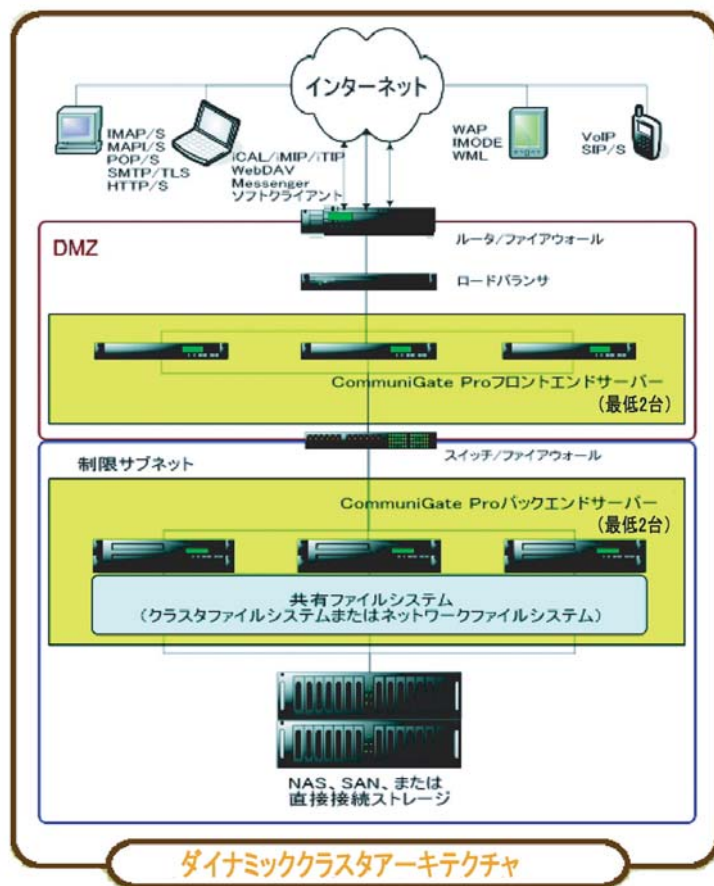 インターネット
IMAP/S
MAPI/S
POP/S
SMTP/TLS
HTTP/S
iCAL/iMIP/iTIP
WebDAV
Messenger
ソフトクライアント
WAP
IMODE
WML
VoIP
SIP/S
DMZ
ルータ/ファイアウォール
ロードバランサ
CommuniGate Proフロントエンドサーバー
(最低2台)
スイッチ/ファイアウォール
制限サブネット
CommuniGate Proバックエンドサーバー
(最低2台)
共有ファイルシステム
(クラスタファイルシステムまたはネットワークファイルシステム)
NAS、SAN、または
直接接続ストレージ
ダイナミッククラスタアーキテクチャ